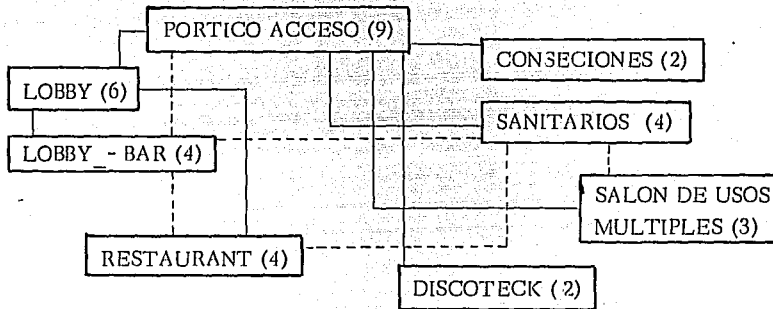 PORTICO ACCESO (9)
CONSECIONES (2)
LOBBY (6)
SANITARIOS (4)
LOBBY_- BAR (4)
SALON DE USOS
MULTIPLES (3)
RESTAURANT (4)
DISCOTECK (2)